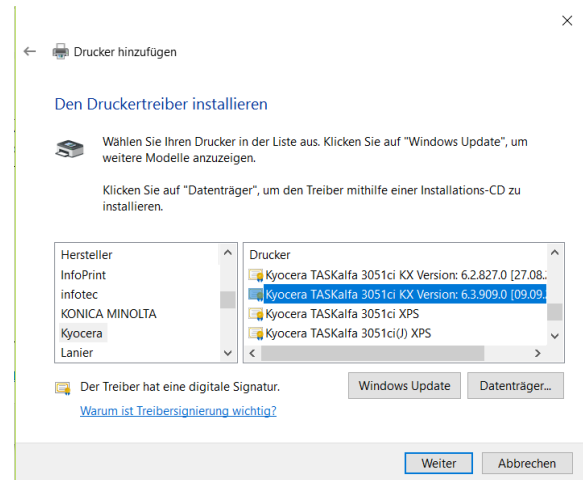 Drucker hinzufügen
Den Druckertreiber installieren
Wählen Sie Ihren Drucker in der Liste aus. Klicken Sie auf "Windows Update", um
weitere Modelle anzuzeigen.
Klicken Sie auf "Datenträger", um den Treiber mithilfe einer Installations-CD zu
installieren.
Hersteller
InfoPrint
infotec
KONICA MINOLTA
Kyocera
Lanier
Drucker
Kyocera TASKalfa 3051ci KX Version: 6.2.827.0 [27.08.
Kyocera TASKalfa 3051ci KX Version: 6.3.909.0 [09.09.
Kyocera TASKalfa 3051ci XPS
Kyocera TASKalfa 3051ci(J) XPS
Der Treiber hat eine digitale Signatur.
Warum ist Treibersignierung wichtig?
Windows Update
Datenträger...
Weiter
Abbrechen